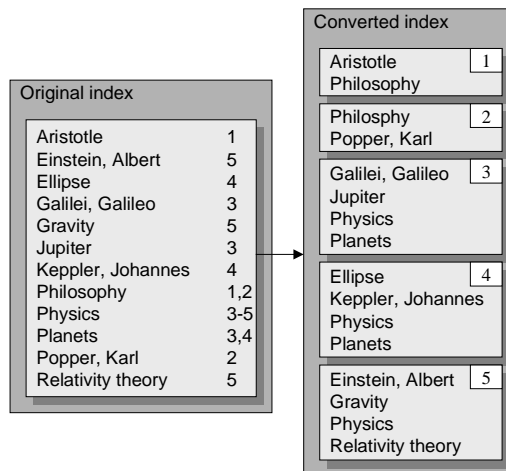 Original index
Aristotle 1
Einstein, Albert 5
Ellipse 4
Galilei, Galileo 3
Gravity 5
Jupiter 3
Keppler, Johannes 4
Philosophy 1,2
Physics 3-5
Planets 3,4
Popper, Karl 2
Relativity theory 5
Converted index
Aristotle 1
Philosophy
Philosphy 2
Popper, Karl
Galilei, Galileo 3
Jupiter
Physics
Planets
Ellipse 4
Keppler, Johannes
Physics
Planets
Einstein, Albert 5
Gravity
Physics
Relativity theory